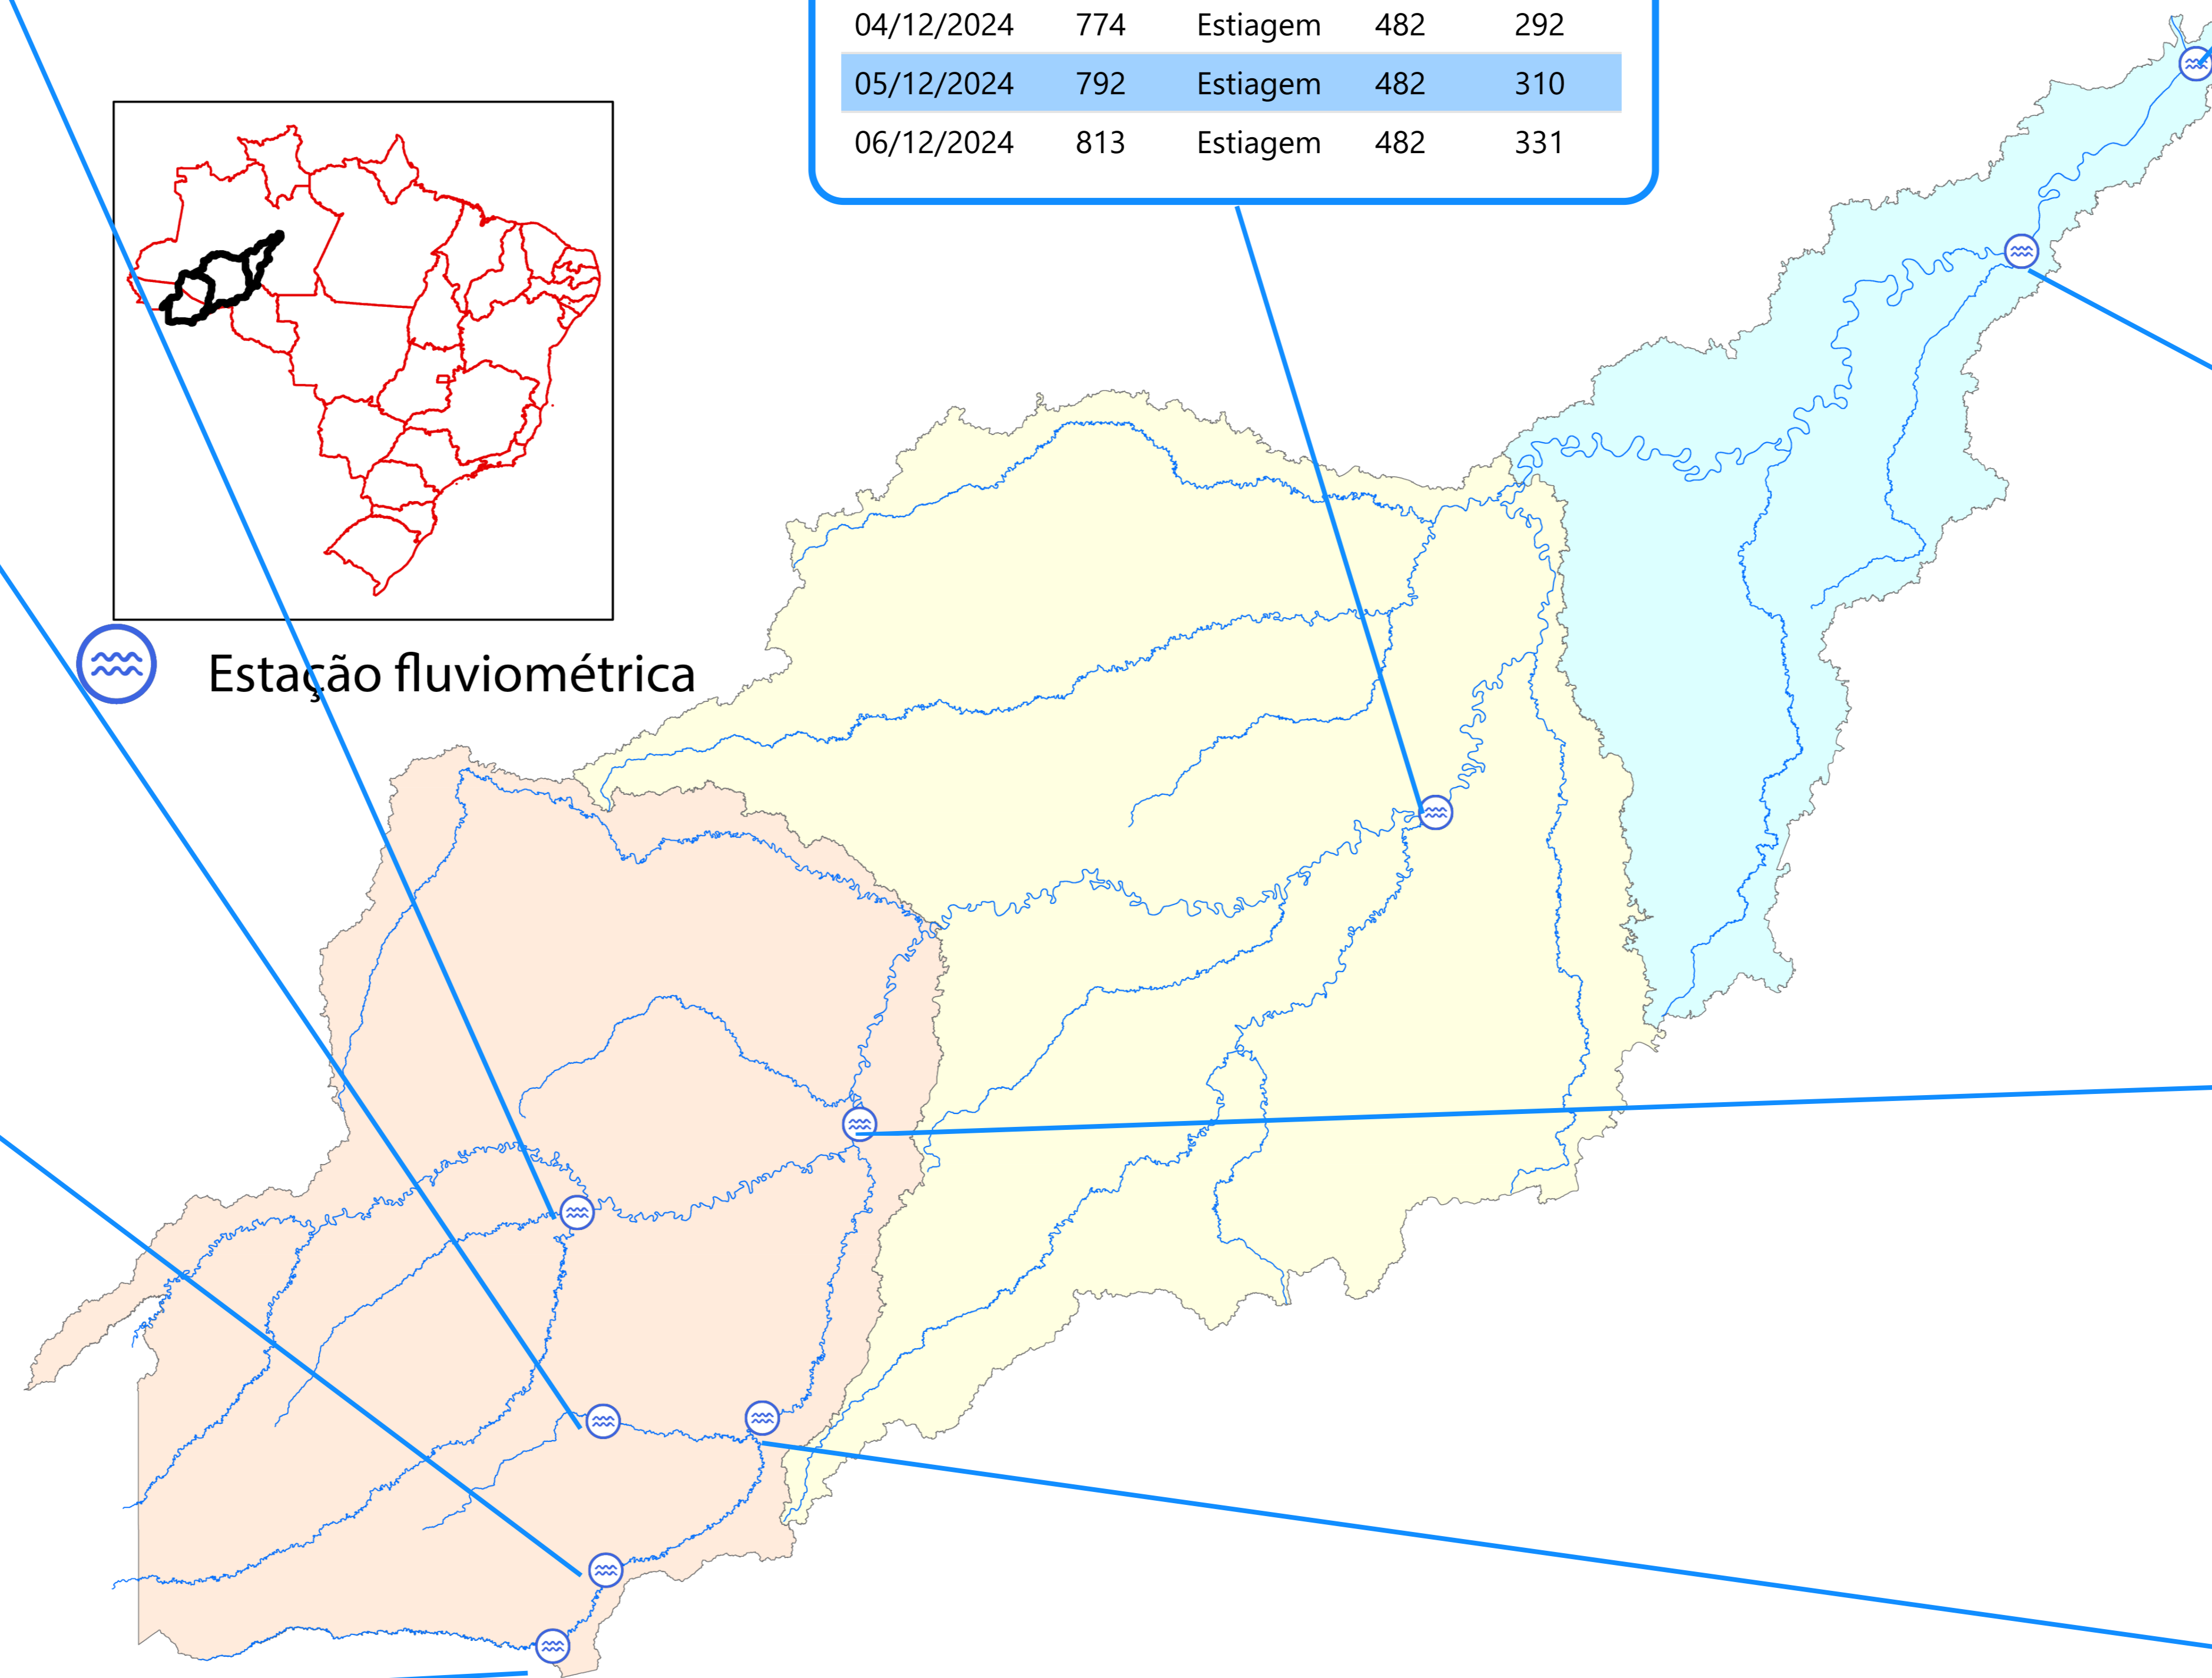 04/12/2024 774 Estiagem 482 292
05/12/2024 792 Estiagem 482 310
06/12/2024 813 Estiagem 482 331
Estação fluviométrica